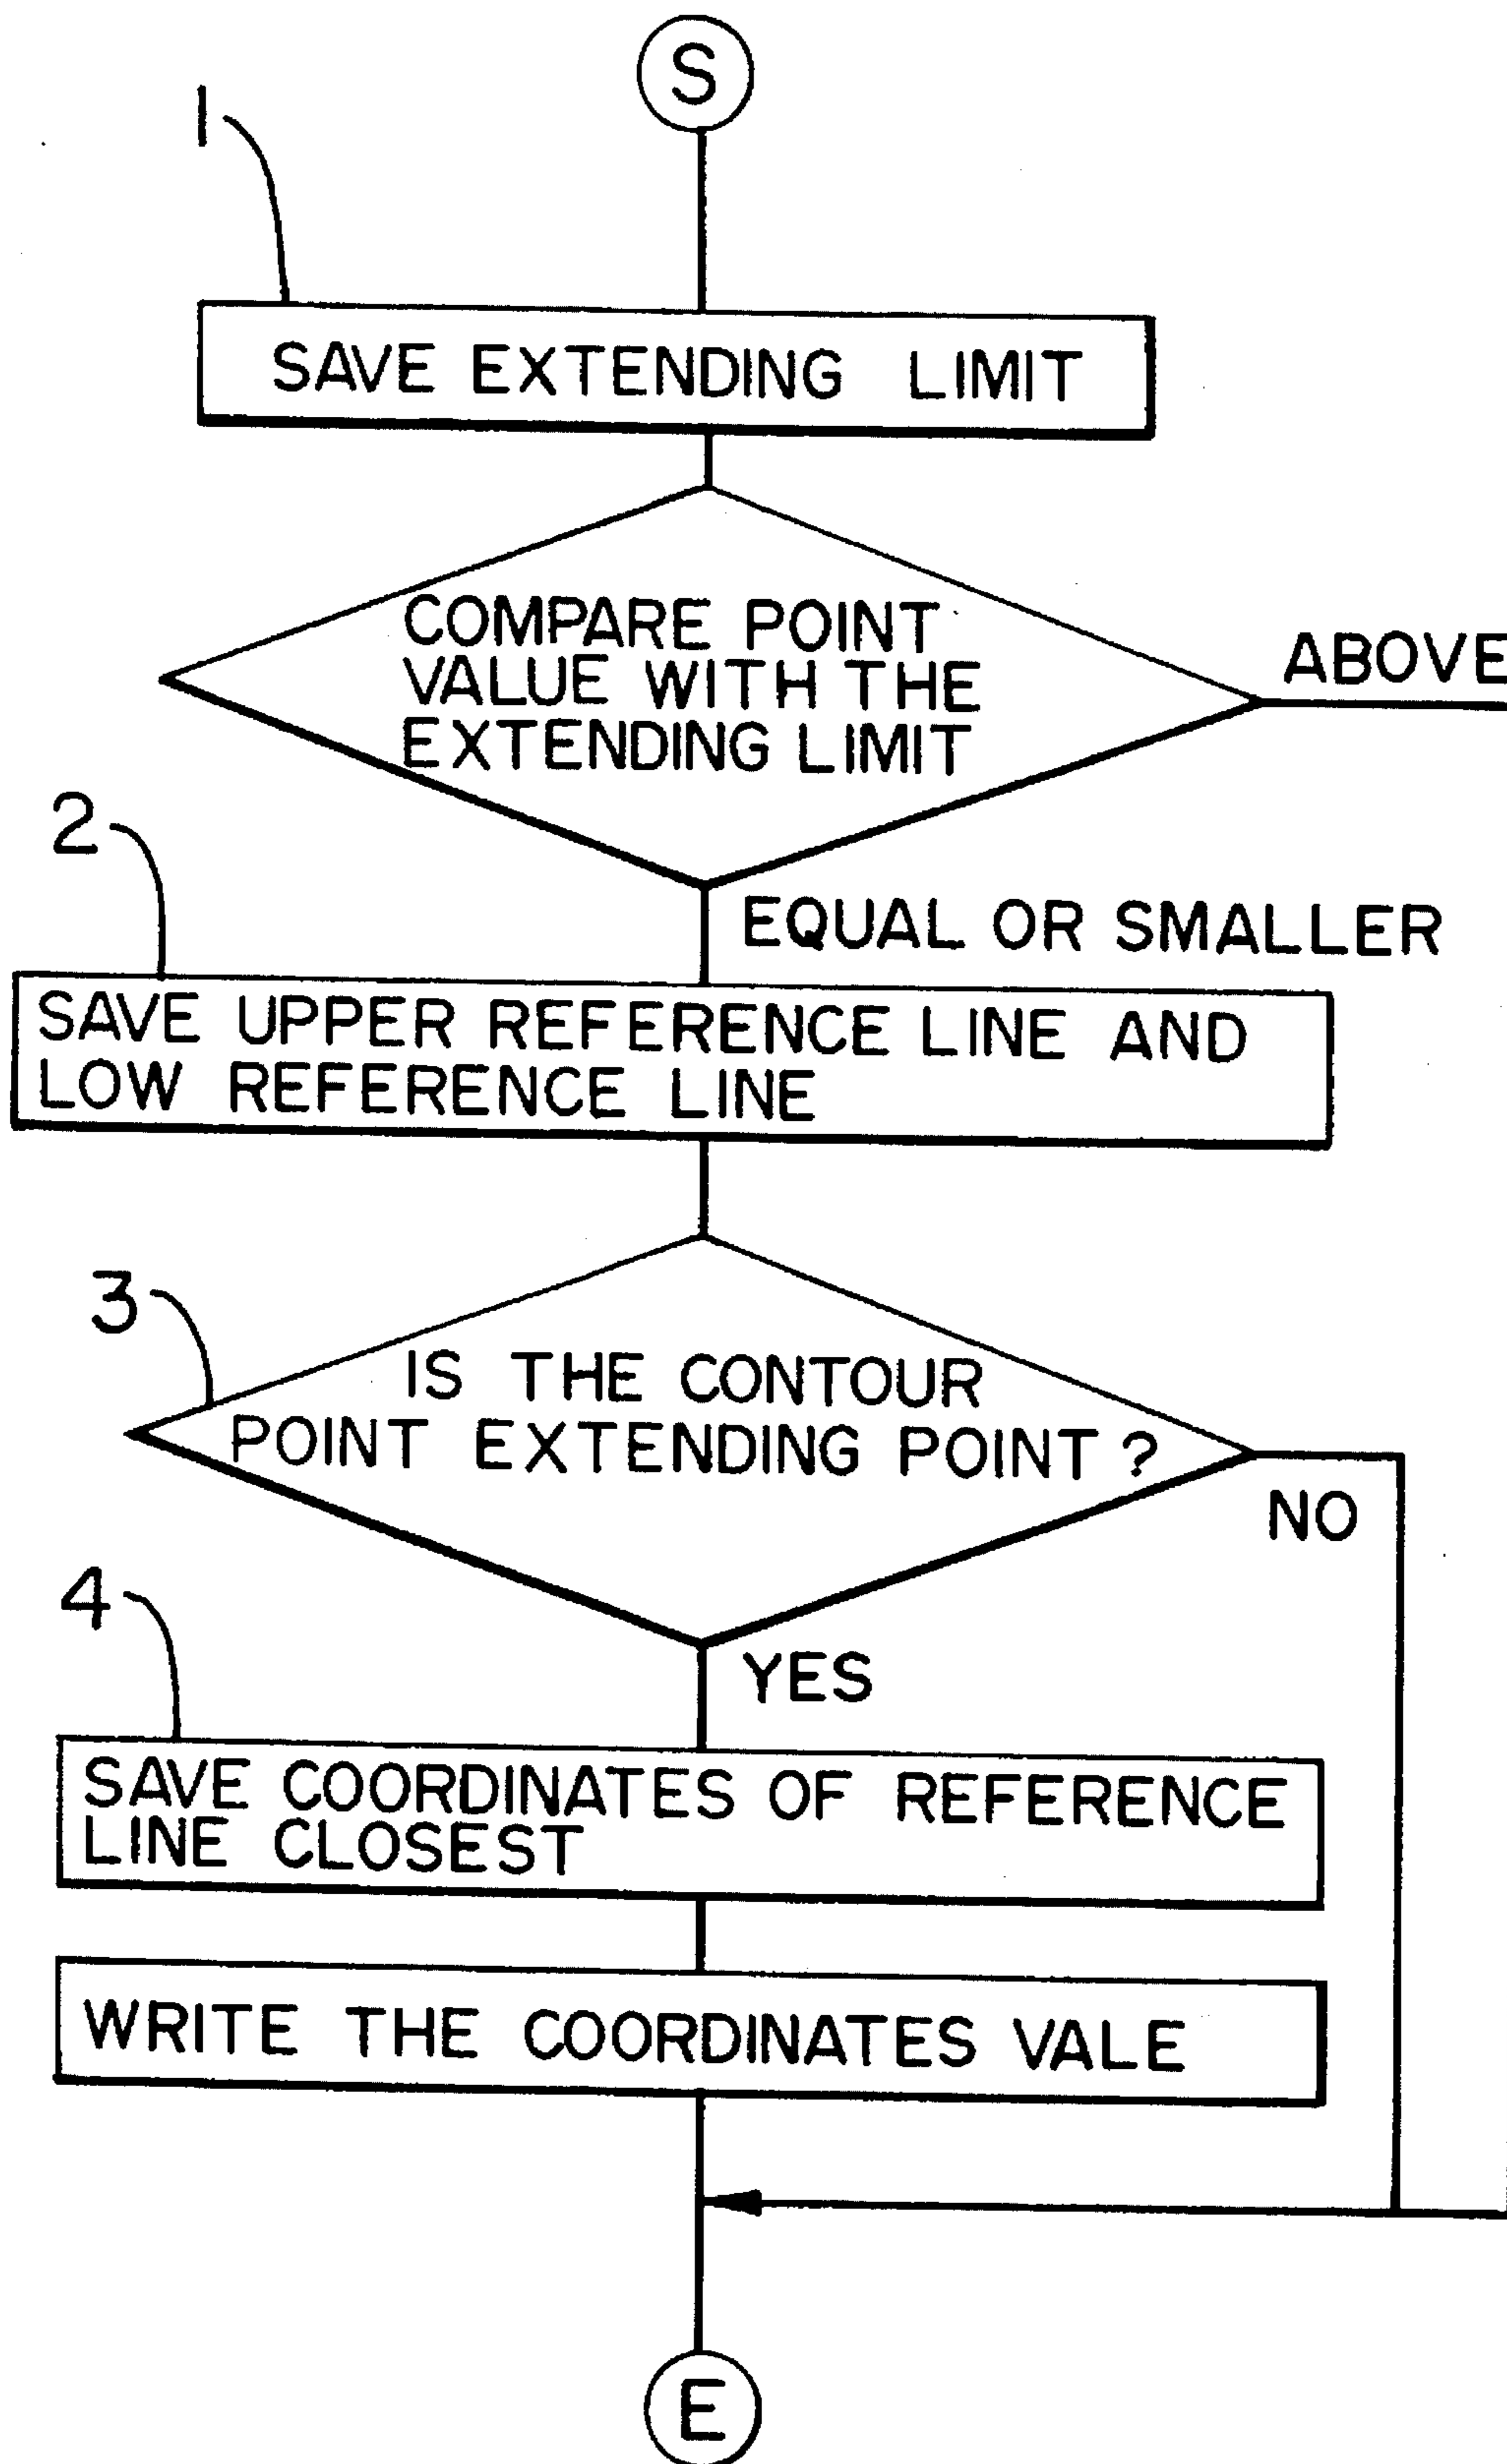 S
1
SAVE EXTENDING LIMIT
COMPARE POINT
VALUE WITH THE
EXTENDING LIMIT
ABOVE
2
EQUAL OR SMALLER
SAVE UPPER REFERENCE LINE AND
LOW REFERENCE LINE
3
IS THE CONTOUR
POINT EXTENDING POINT ?
NO
4
YES
SAVE COORDINATES OF REFERENCE
LINE CLOSEST
WRITE THE COORDINATES VALE
E